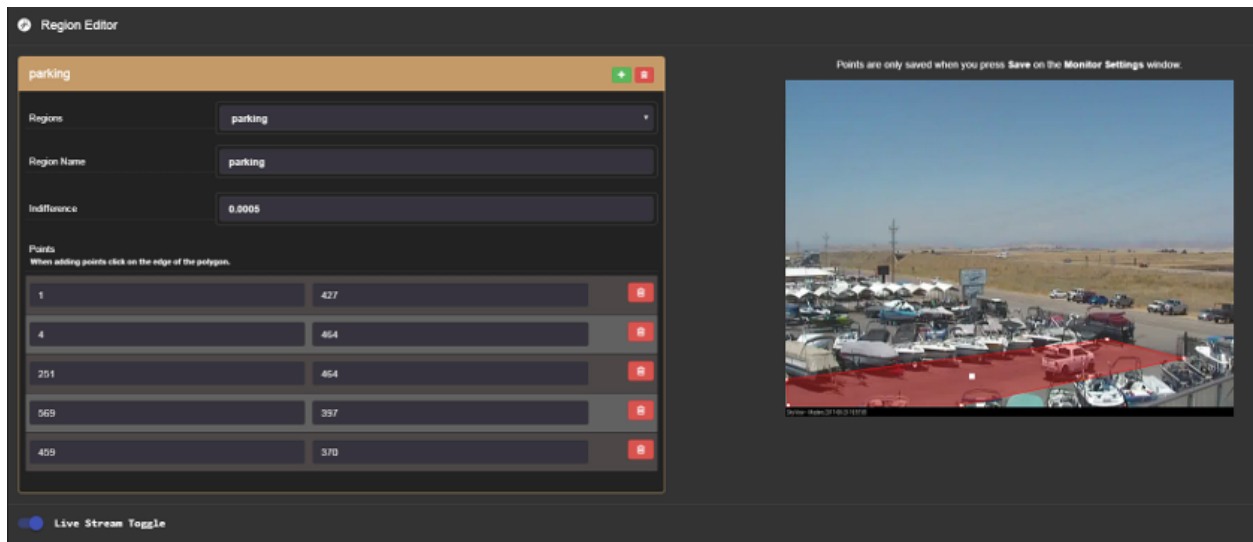 Region Editor
parking
Points are only saved when you press Save on the Monitor Settings window.
Regions
parking
Region Name
parking
Indifference
0.0005
Points
When adding points click on the edge of the polygon.
1 427
4 464
251 464
569 397
459 370
Live Stream Toggle